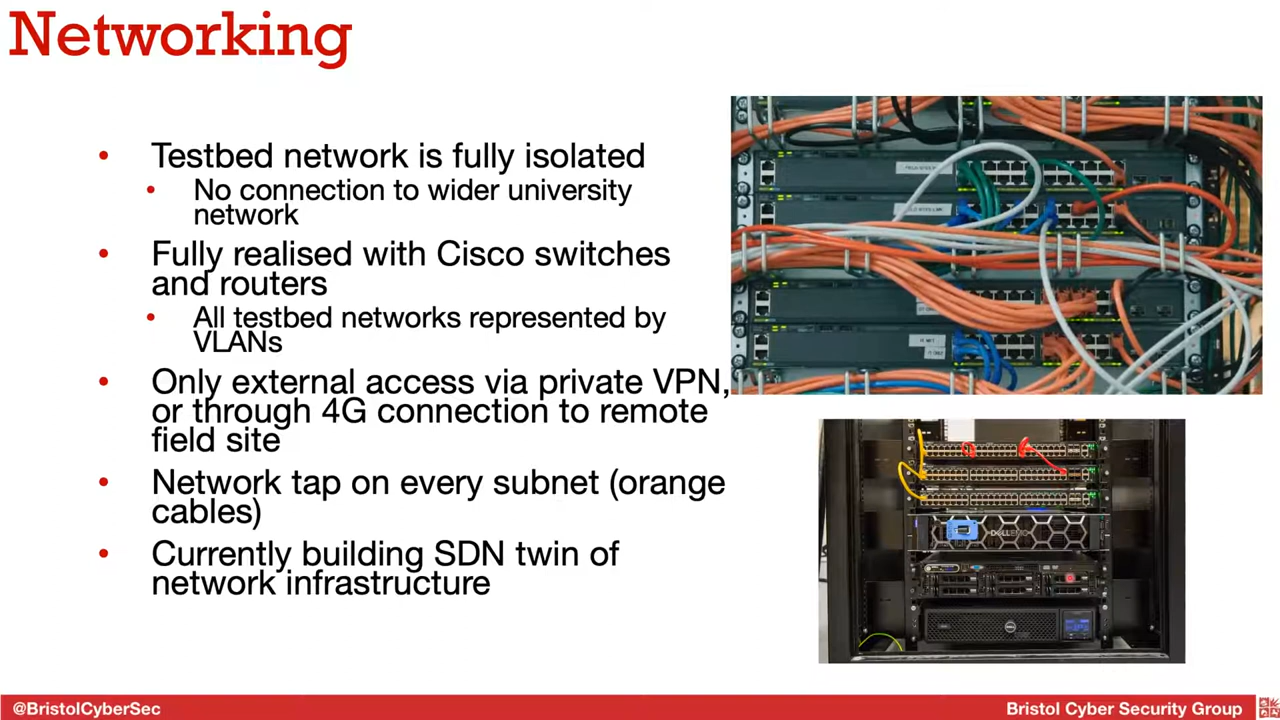 Networking
• Testbed network is fully isolated
• No connection to wider university
network
• Fully realised with Cisco switches
and routers
• All testbed networks represented by
VLANs
• Only external access via private VPN,
or through 4G connection to remote
field site
• Network tap on every subnet (orange
cables)
• Currently building SDN twin of
network infrastructure
DELLEMC
DELL
@BristolCyberSec
Bristol Cyber Security Group